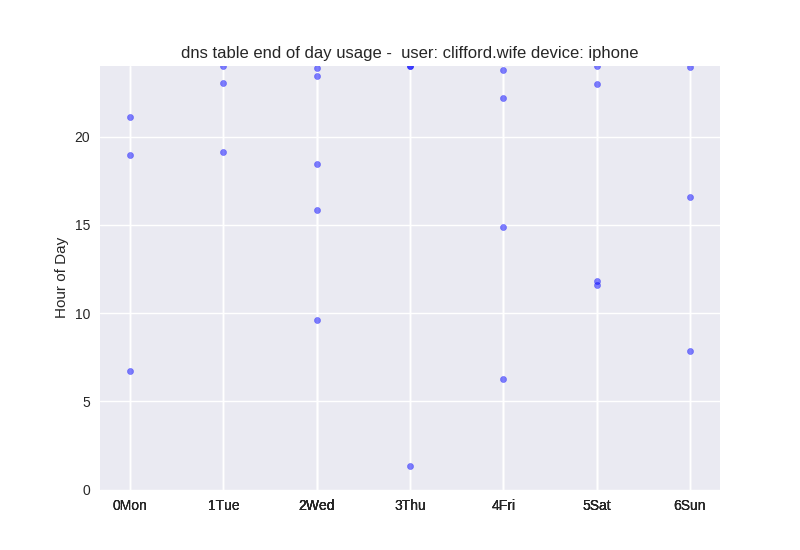 dns table end of day usage -  user: clifford.wife device: iphone
Hour of Day
20
15
10
5
0
0Mon 1Tue 2Wed 3Thu 4Fri 5Sat 6Sun